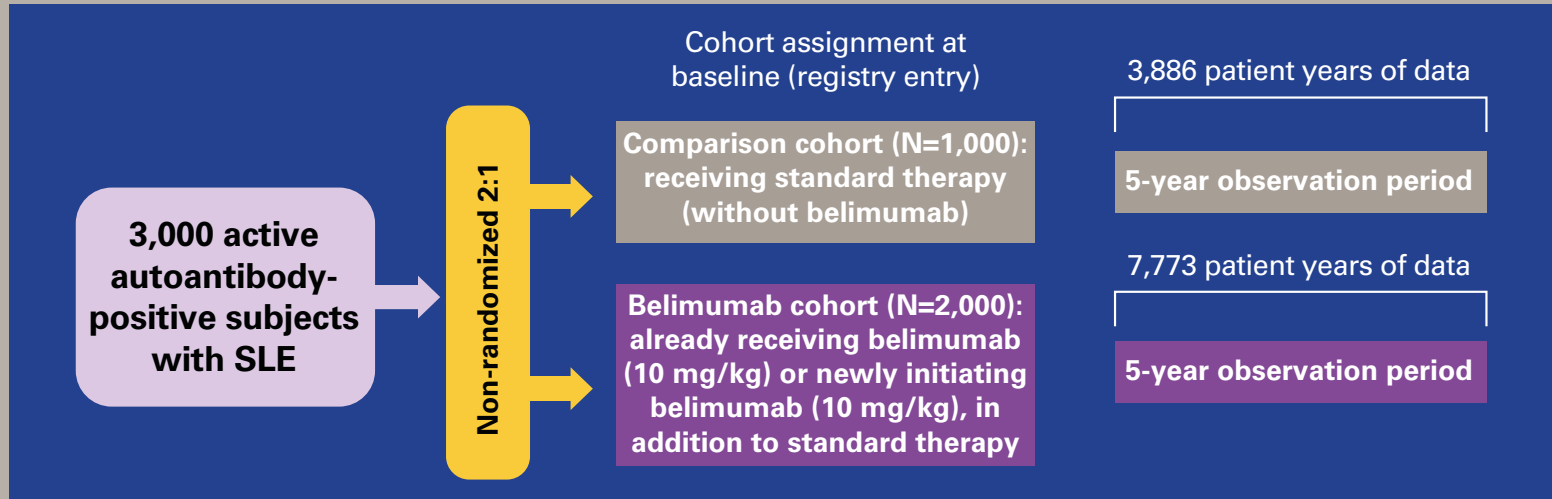 3,000 active
autoantibody-
positive subjects
with SLE
Non-randomized 2:1
Cohort assignment at
baseline (registry entry)
Comparison cohort (N=1,000):
receiving standard therapy
(without belimumab)
Belimumab cohort (N=2,000):
already receiving belimumab
(10 mg/kg) or newly initiating
belimumab (10 mg/kg), in
addition to standard therapy
3,886 patient years of data
5-year observation period
7,773 patient years of data
5-year observation period